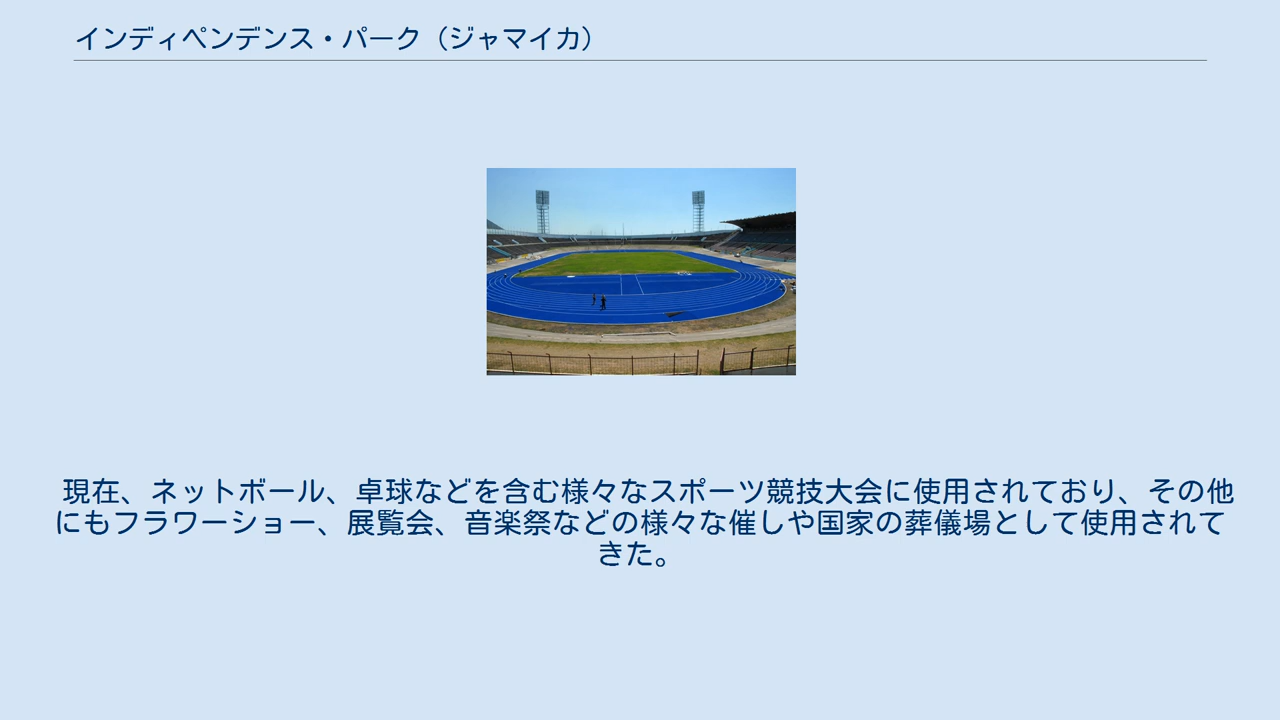 インディペンデンス・パーク（ジャマイカ）
現在、ネットボール、卓球などを含む様々なスポーツ競技大会に使用されており、その他
にもフラワーショー、展覧会、音楽祭などの様々な催しや国家の葬儀場として使用されて
きた。